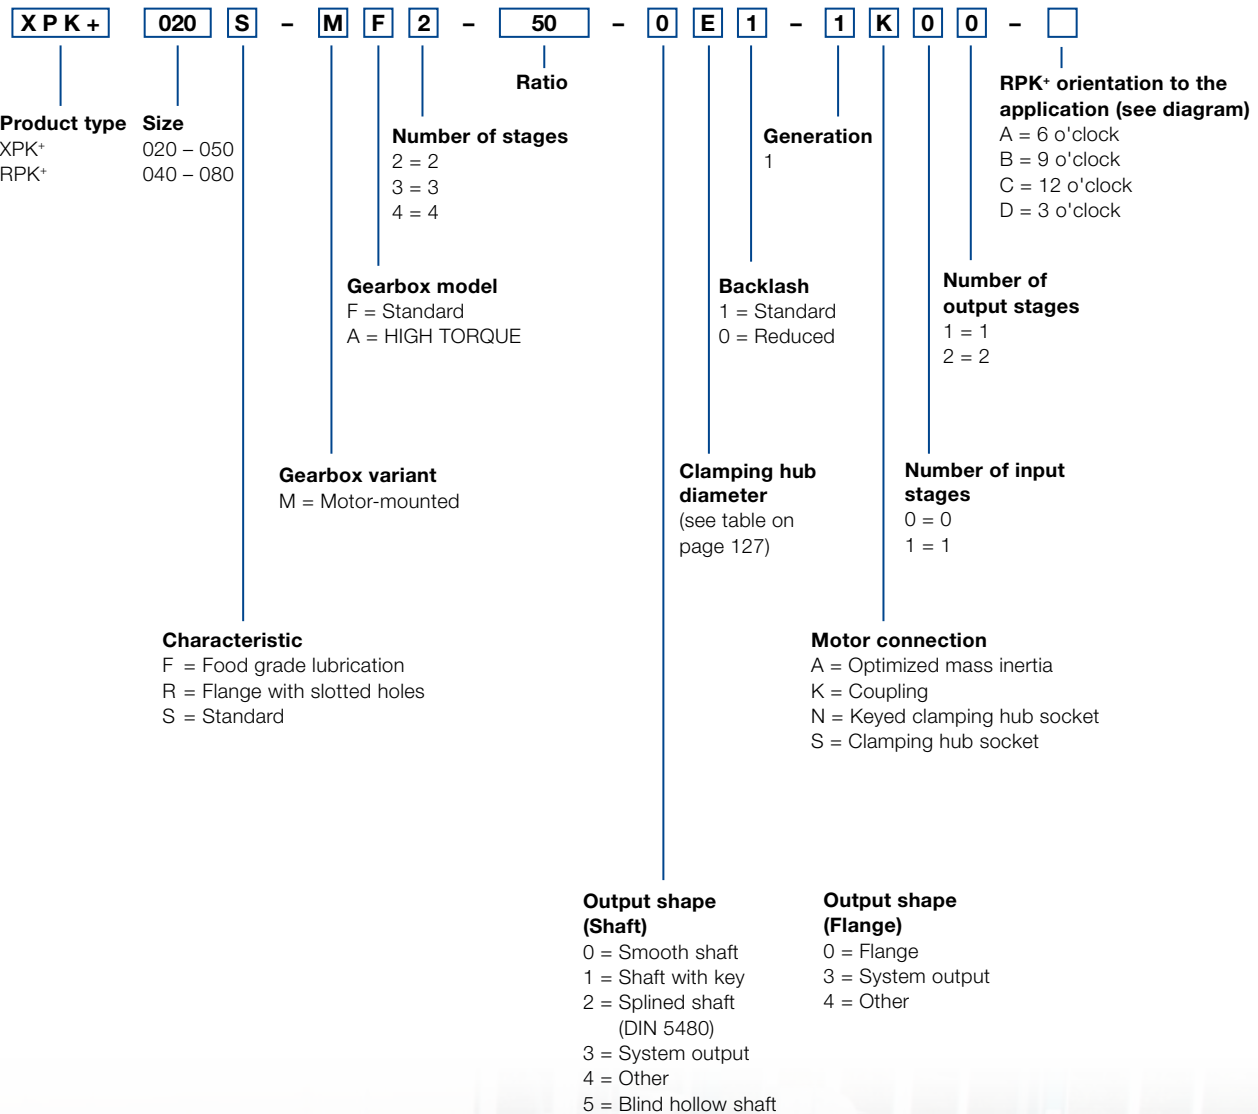 XPK+ 020 S – M F 2 – 50 – 0 E 1 – 1 K 0 0 –
Ratio
RPK+ orientation to the
application (see diagram)
A = 6 o'clock
B = 9 o'clock
C = 12 o'clock
D = 3 o'clock
Product type
XPK+
RPK+
Size
020 – 050
040 – 080
Number of stages
2 = 2
3 = 3
4 = 4
Generation
1
Gearbox model
F = Standard
A = HIGH TORQUE
Backlash
1 = Standard
0 = Reduced
Number of
output stages
1 = 1
2 = 2
Gearbox variant
M = Motor-mounted
Clamping hub
diameter
(see table on
page 127)
Number of input
stages
0 = 0
1 = 1
Characteristic
F = Food grade lubrication
R = Flange with slotted holes
S = Standard
Motor connection
A = Optimized mass inertia
K = Coupling
N = Keyed clamping hub socket
S = Clamping hub socket
Output shape
(Shaft)
0 = Smooth shaft
1 = Shaft with key
2 = Splined shaft
(DIN 5480)
3 = System output
4 = Other
5 = Blind hollow shaft
Output shape
(Flange)
0 = Flange
3 = System output
4 = Other